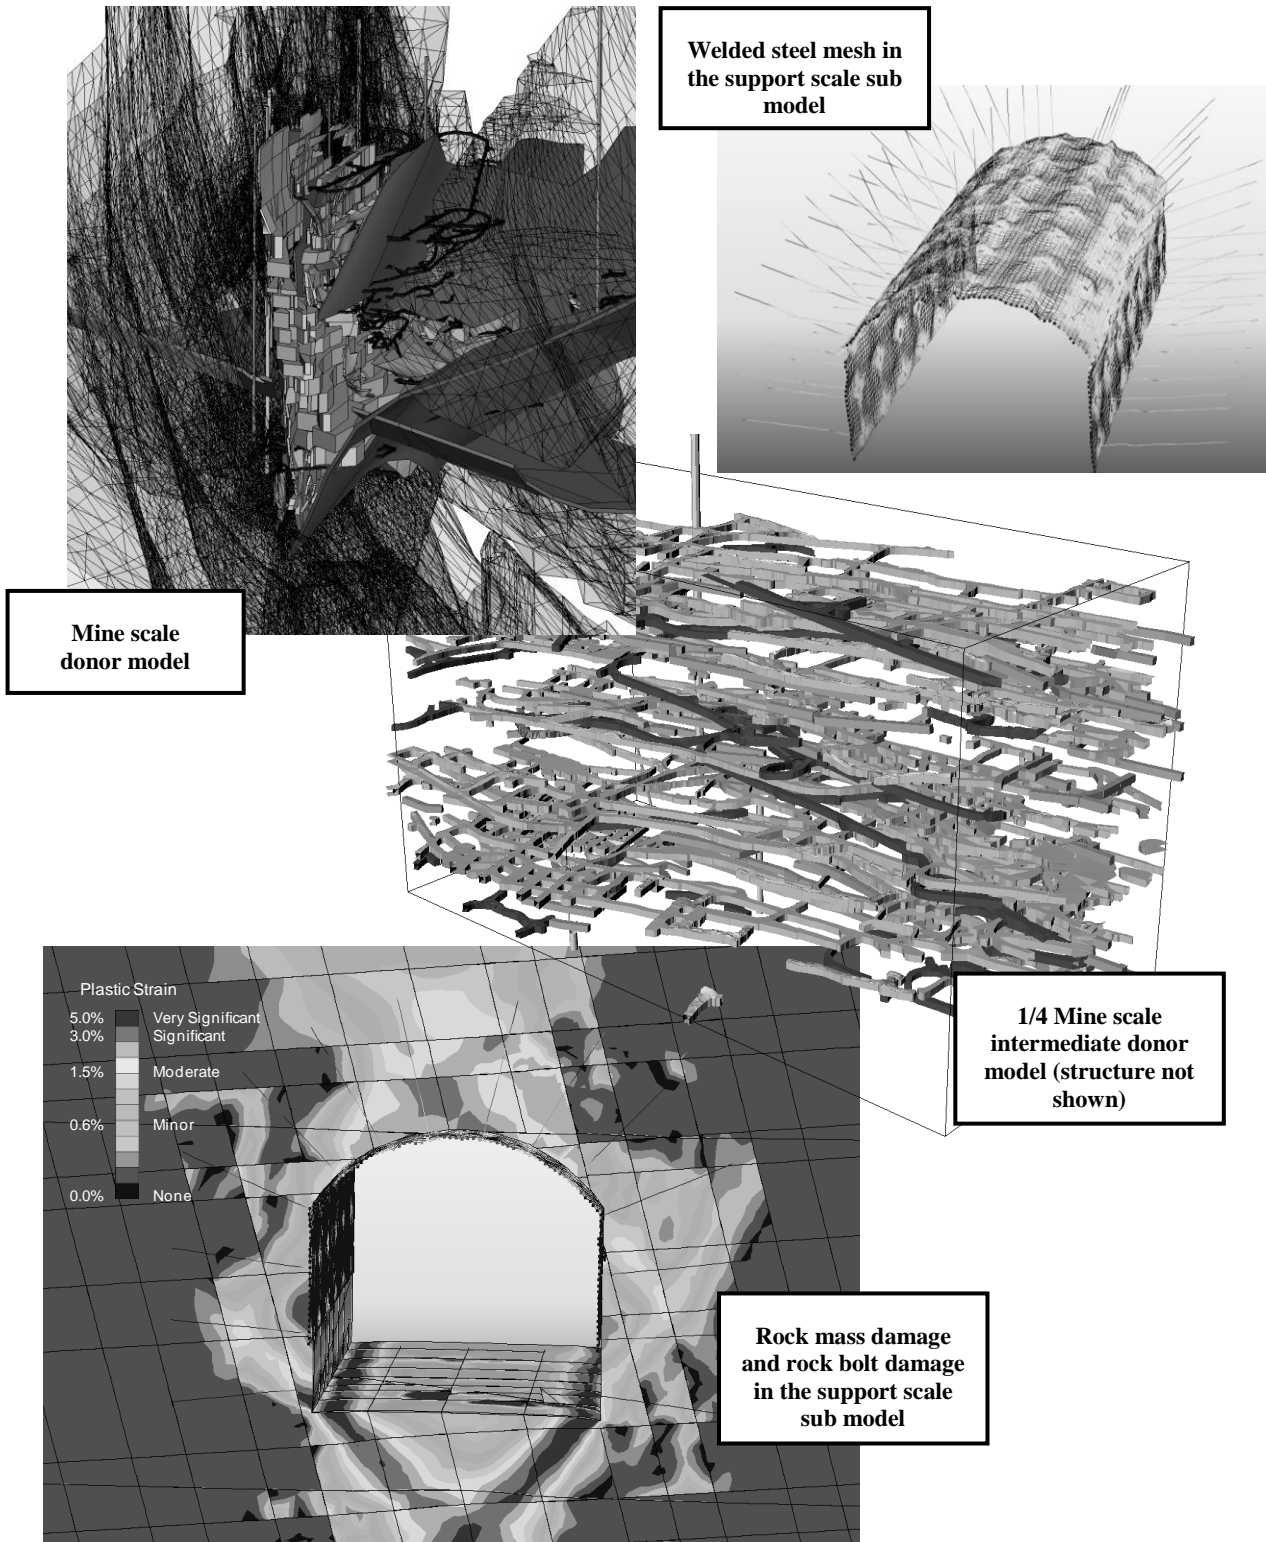 Welded steel mesh in
the support scale sub
model
Mine scale
donor model
1/4 Mine scale
intermediate donor
model (structure not
shown)
Plastic Strain
5.0% Very Significant
3.0% Significant
1.5% Moderate
0.6% Minor
0.0% None
Rock mass damage
and rock bolt damage
in the support scale
sub model